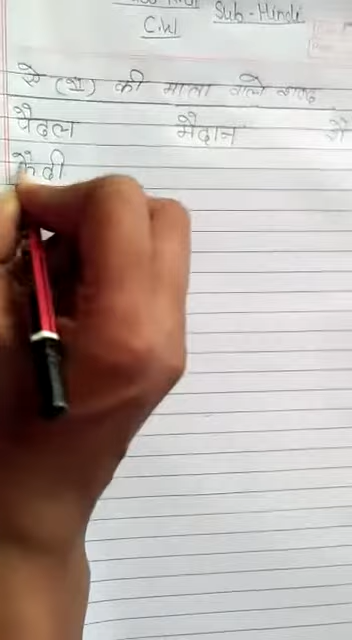 Sub-Hindi
C.W
ऐ (ै) की मात्रा वाले शब्द
पैदल मैदान
कैदी